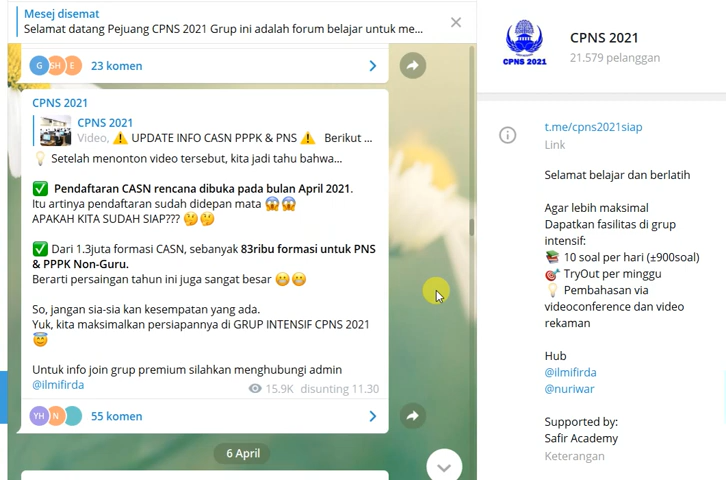 Mesej disemat
Selamat datang Pejuang CPNS 2021 Grup ini adalah forum belajar untuk me...
G SH E 23 komen
CPNS 2021
CPNS 2021
Video, ⚠️ UPDATE INFO CASN PPPK & PNS ⚠️ Berikut ...
💡 Setelah menonton video tersebut, kita jadi tahu bahwa...
✅ Pendaftaran CASN rencana dibuka pada bulan April 2021.
Itu artinya pendaftaran sudah didepan mata 😱😱
APAKAH KITA SUDAH SIAP??? 🤔🤔
✅ Dari 1.3juta formasi CASN, sebanyak 83ribu formasi untuk PNS
& PPPK Non-Guru.
Berarti persaingan tahun ini juga sangat besar 😬😬
So, jangan sia-sia kan kesempatan yang ada.
Yuk, kita maksimalkan persiapannya di GRUP INTENSIF CPNS 2021
😇
Untuk info join grup premium silahkan menghubungi admin
@ilmifirda
15.9K disunting 11.30
YH N 55 komen
6 April
CPNS 2021
CPNS 2021
21.579 pelanggan
t.me/cpns2021siap
Link
Selamat belajar dan berlatih
Agar lebih maksimal
Dapatkan fasilitas di grup
intensif:
📚 10 soal per hari (±900soal)
🎯 TryOut per minggu
💡 Pembahasan via
videoconference dan video
rekaman
Hub
@ilmifirda
@nuriwar
Supported by:
Safir Academy
Keterangan